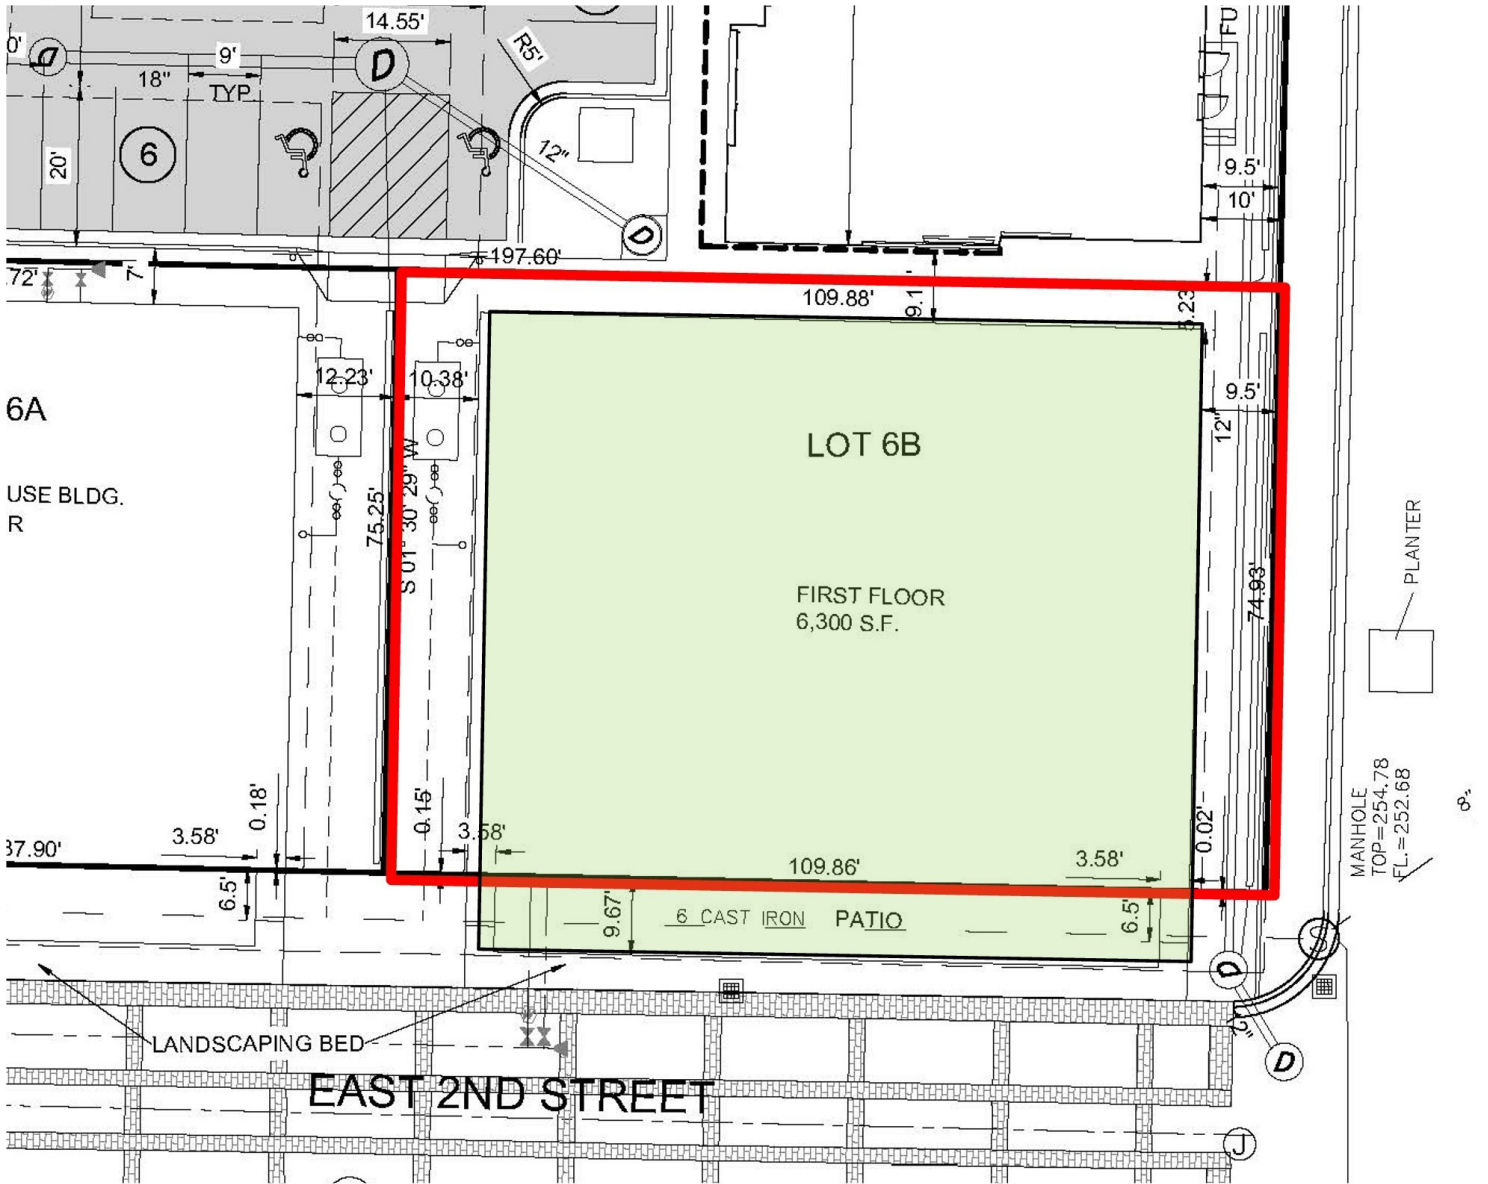 14.55'
R5'
FU
0'
D
9'
D
18"
TYP
20'
6
12"
D
9.5'
10'
197.60'
.72'
7'
109.88'
9.1'
5.23'
12.23'
10.38'
9.5'
12"
6A
LOT 6B
USE BLDG.
R
S 01° 30' 29" W
75.25'
FIRST FLOOR
6,300 S.F.
74.93'
PLANTER
MANHOLE
TOP=254.78
FL.=252.68
8"
0.18'
0.15'
3.58'
3.58'
0.02'
37.90'
109.86'
3.58'
6.5'
9.67'
6 CAST IRON
PATIO
6.5'
S
D
LANDSCAPING BED
D
EAST 2ND STREET
J